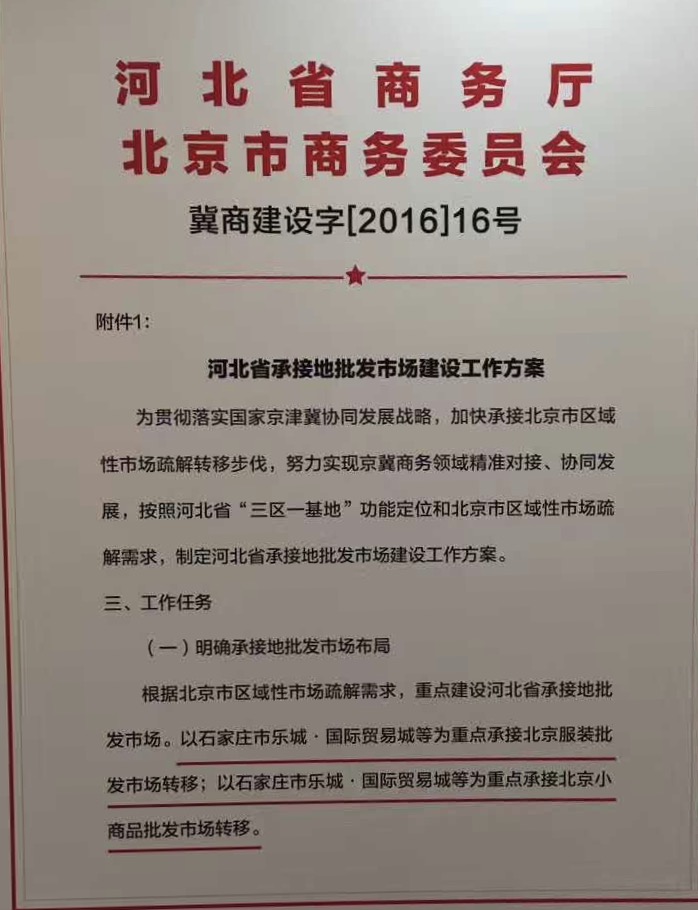 河北省商务厅
北京市商务委员会
冀商建设字[2016]16号
附件1:
河北省承接地批发市场建设工作方案
为贯彻落实国家京津冀协同发展战略，加快承接北京市区域
性市场疏解转移步伐，努力实现京冀商务领域精准对接、协同发
展，按照河北省“三区一基地”功能定位和北京市区域性市场疏
解需求，制定河北省承接地批发市场建设工作方案。
三、工作任务
（一）明确承接地批发市场布局
根据北京市区域性市场疏解需求，重点建设河北省承接地批
发市场。以石家庄市乐城·国际贸易城等为重点承接北京服装批
发市场转移；以石家庄市乐城·国际贸易城等为重点承接北京小
商品批发市场转移。